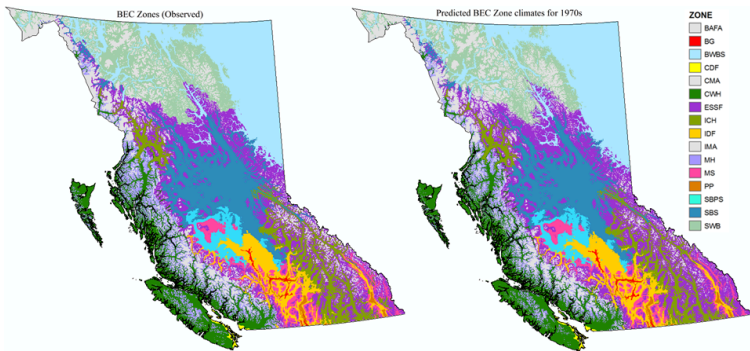 BEC Zones (Observed)
Predicted BEC Zone climates for 1970s
ZONE
BAFA
BG
BWBS
CDF
CMA
CWH
ESSF
ICH
IDF
IMA
MH
MS
PP
SBPS
SBS
SWB